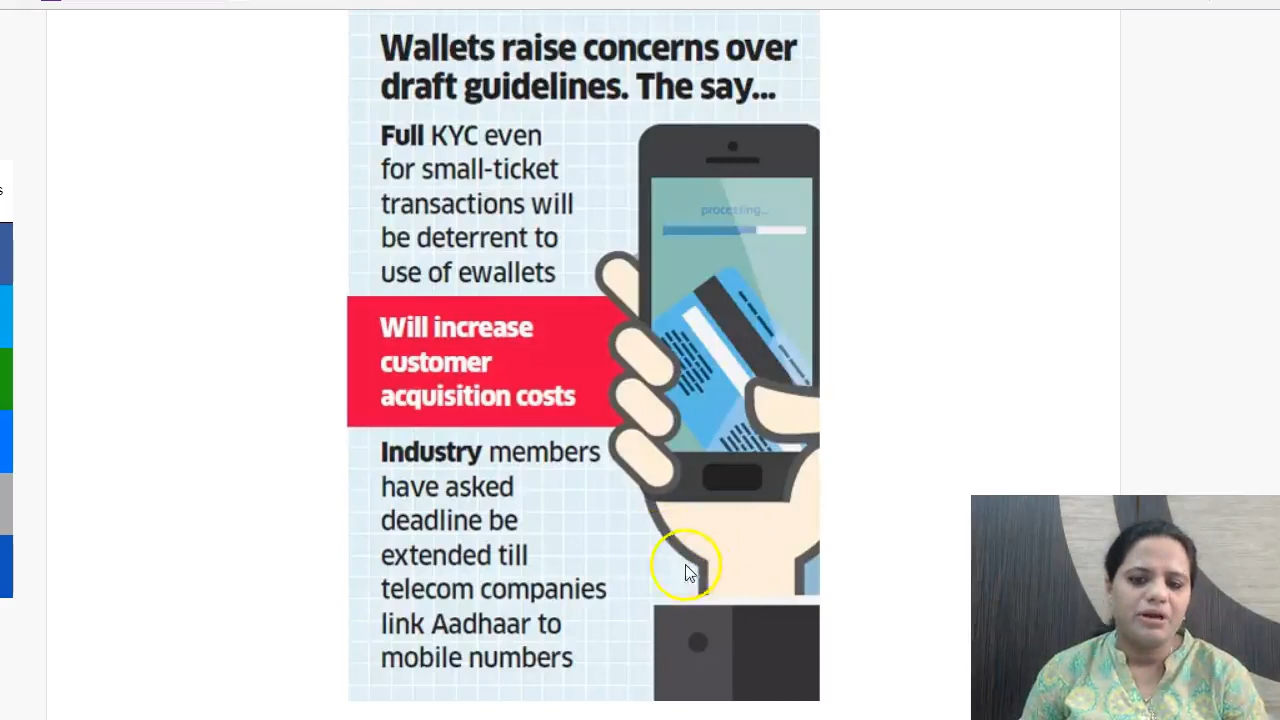 Wallets raise concerns over
draft guidelines. The say...
Full KYC even
for small-ticket
transactions will
be deterrent to
use of ewallets
processing...
Will increase
customer
acquisition costs
Industry members
have asked
deadline be
extended till
telecom companies
link Aadhaar to
mobile numbers
s